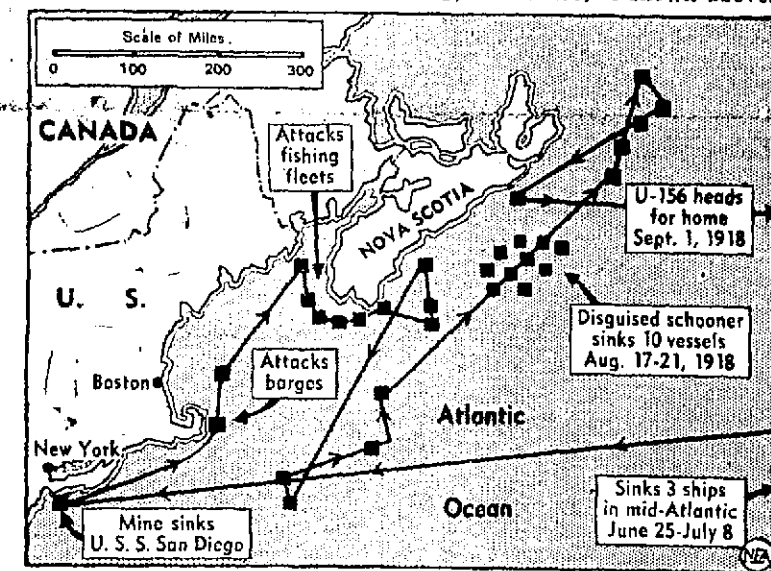 Scale of Miles
0 100 200 300
CANADA
Attacks
fishing
fleets
NOVA SCOTIA
U-156 heads
for home
Sept. 1, 1918
U. S.
Disguised schooner
sinks 10 vessels
Aug. 17-21, 1918
Boston
Attacks
barges
Atlantic
New York
Ocean
Mine sinks
U. S. S. San Diego
Sinks 3 ships
in mid-Atlantic
June 25-July 8
NEA